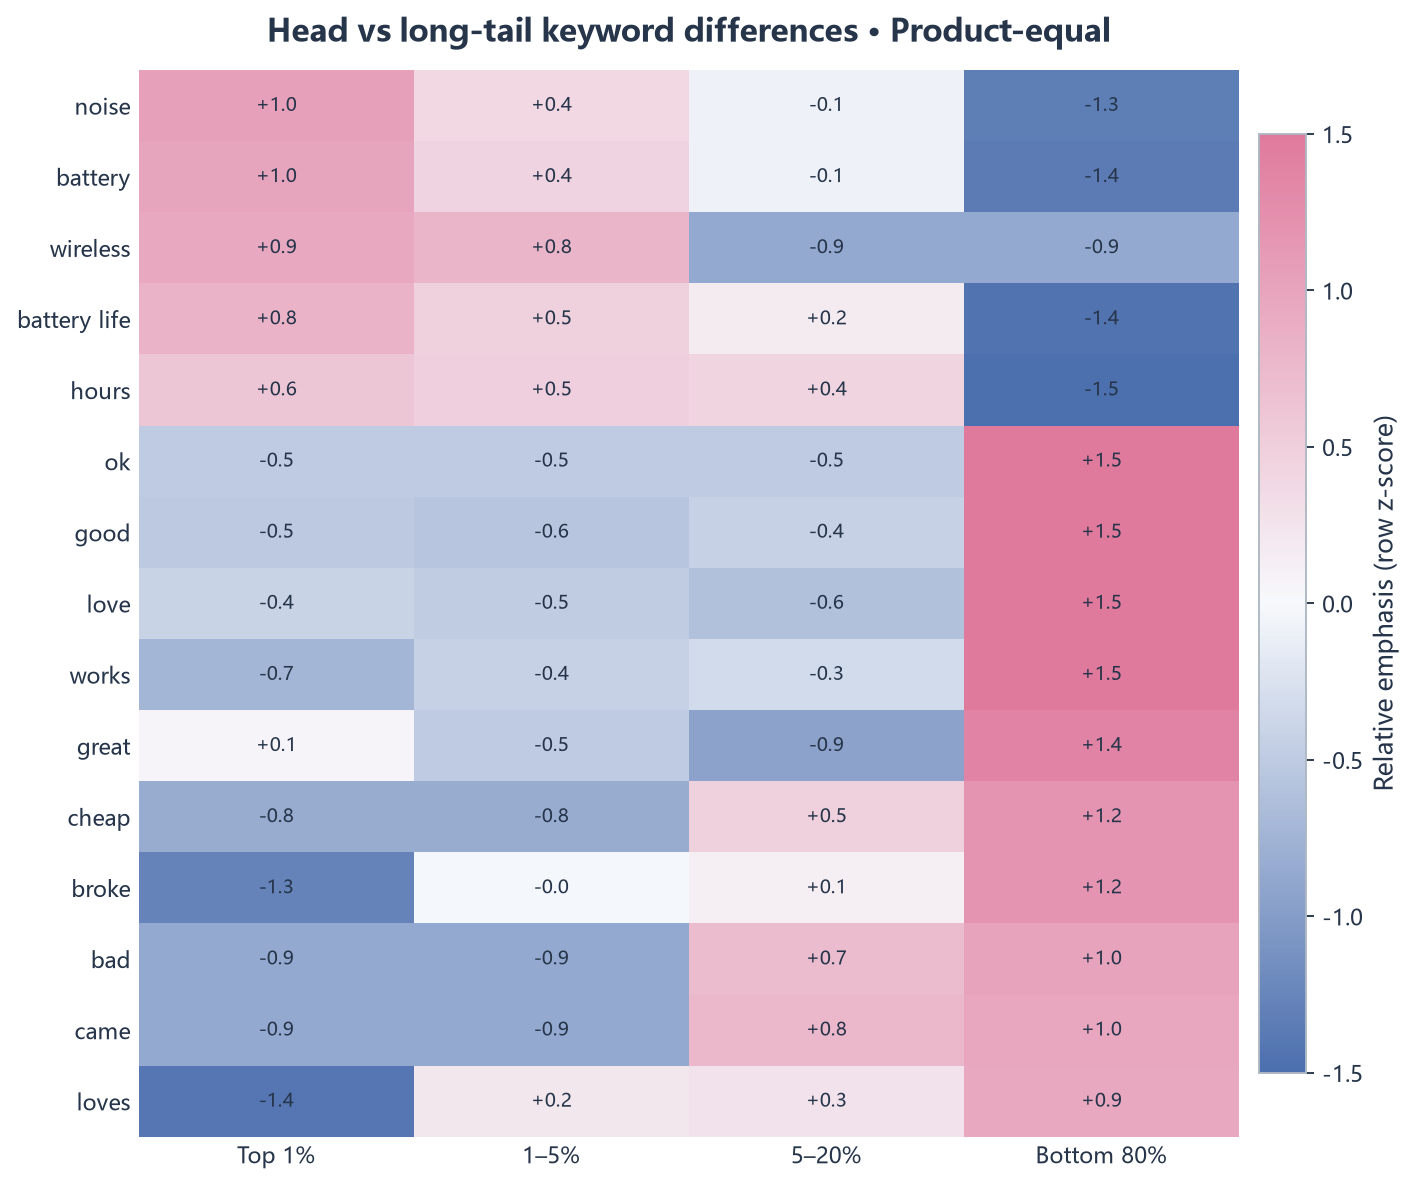 Head vs long-tail keyword differences • Product-equal
noise +1.0 +0.4 -0.1 -1.3
battery +1.0 +0.4 -0.1 -1.4
wireless +0.9 +0.8 -0.9 -0.9
battery life +0.8 +0.5 +0.2 -1.4
hours +0.6 +0.5 +0.4 -1.5
ok -0.5 -0.5 -0.5 +1.5
good -0.5 -0.6 -0.4 +1.5
love -0.4 -0.5 -0.6 +1.5
works -0.7 -0.4 -0.3 +1.5
great +0.1 -0.5 -0.9 +1.4
cheap -0.8 -0.8 +0.5 +1.2
broke -1.3 -0.0 +0.1 +1.2
bad -0.9 -0.9 +0.7 +1.0
came -0.9 -0.9 +0.8 +1.0
loves -1.4 +0.2 +0.3 +0.9
Top 1% 1–5% 5–20% Bottom 80%
1.5
1.0
0.5
0.0
-0.5
-1.0
-1.5
Relative emphasis (row z-score)